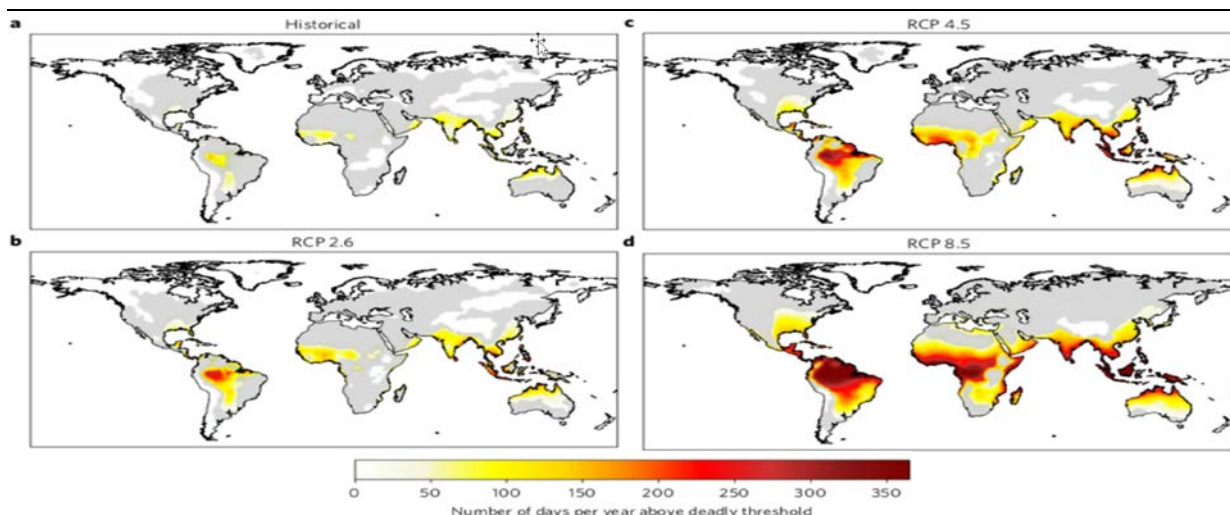 a Historical
c RCP 4.5
b RCP 2.6
d RCP 8.5
0 50 100 150 200 250 300 350
Number of days per year above deadly threshold